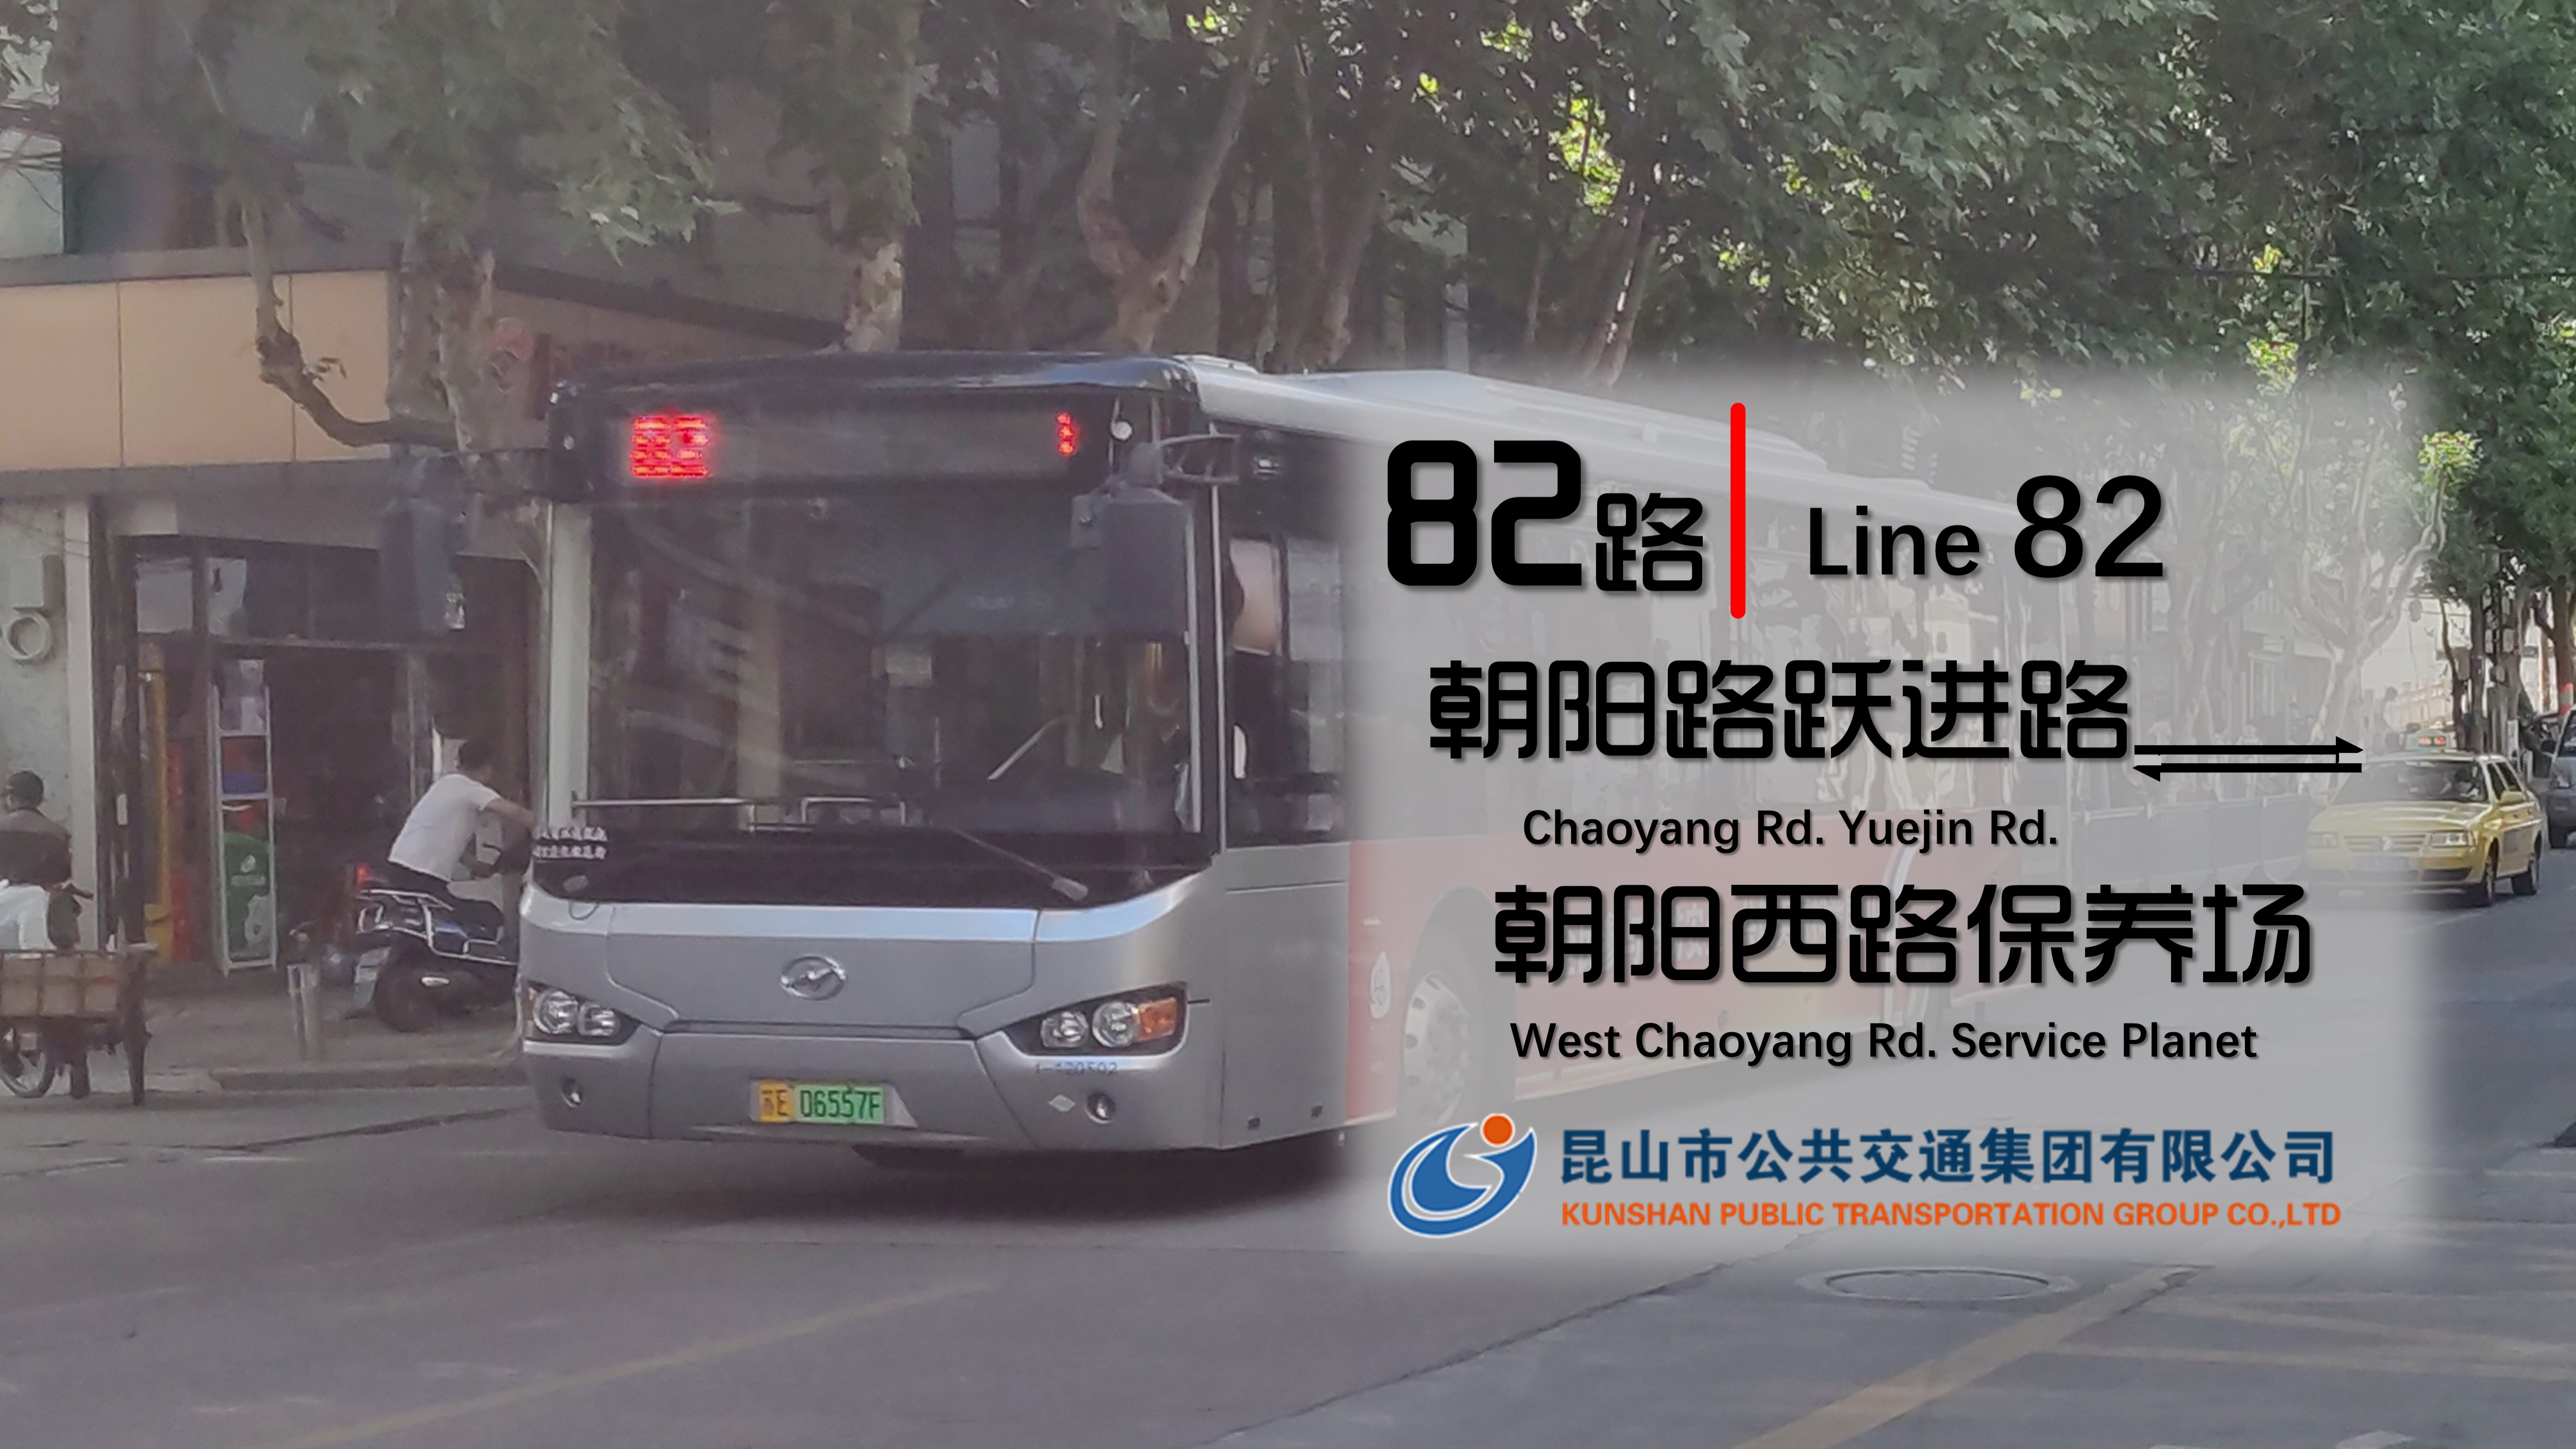 82路 Line 82
朝阳路跃进路
Chaoyang Rd. Yuejin Rd.
朝阳西路保养场
West Chaoyang Rd. Service Planet
昆山市公共交通集团有限公司
KUNSHAN PUBLIC TRANSPORTATION GROUP CO.,LTD
苏E 06557F